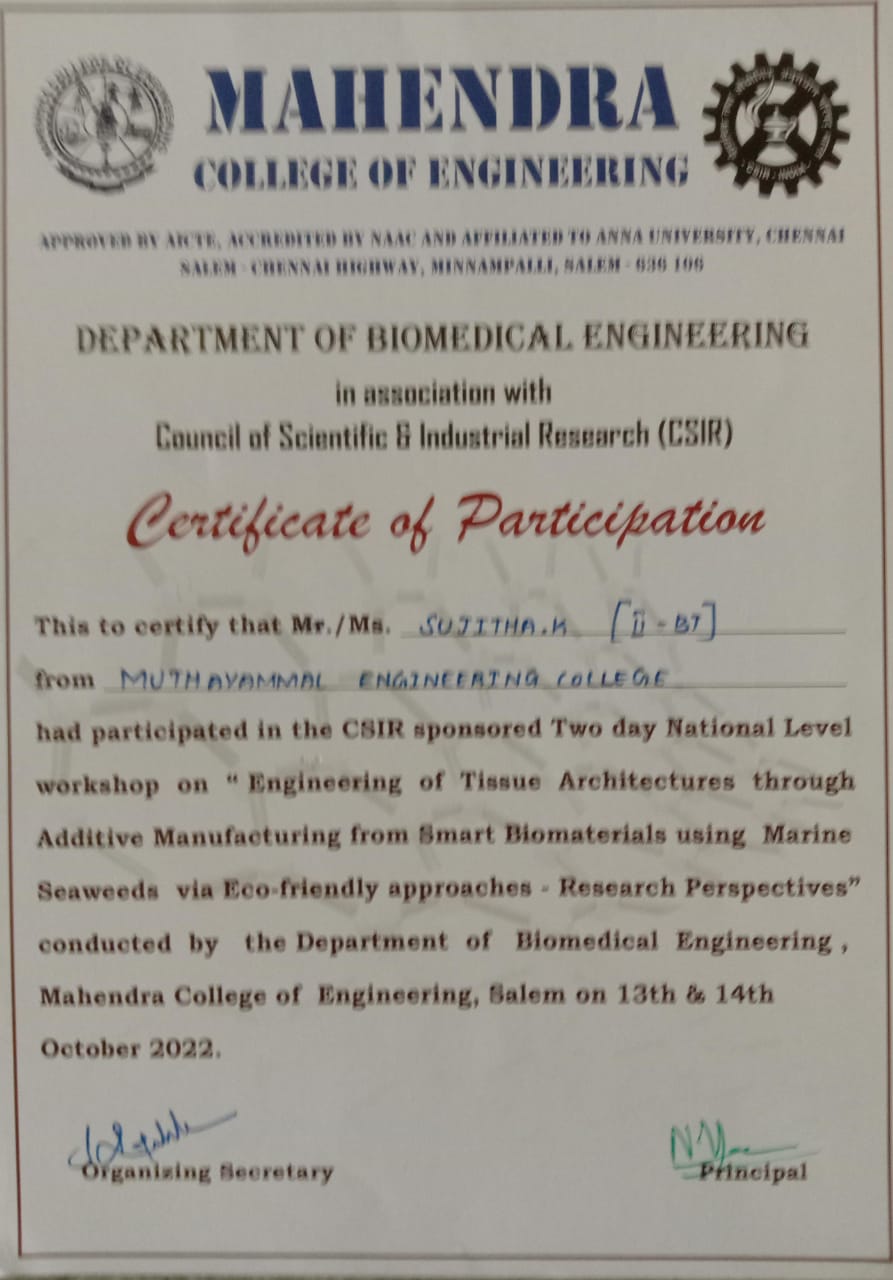 MAHENDRA
COLLEGE OF ENGINEERING
CSIR - INDIA
APPROVED BY AICTE, ACCREDITED BY NAAC AND AFFILIATED TO ANNA UNIVERSITY, CHENNAI
SALEM - CHENNAI HIGHWAY, MINNAMPALLI, SALEM - 636 106
DEPARTMENT OF BIOMEDICAL ENGINEERING
in association with
Council of Scientific & Industrial Research (CSIR)
Certificate of Participation
This to certify that Mr./Ms. SUJITHA.K [II - BT]
from MUTHAYAMMAL ENGINEERING COLLEGE
had participated in the CSIR sponsored Two day National Level
workshop on “ Engineering of Tissue Architectures through
Additive Manufacturing from Smart Biomaterials using Marine
Seaweeds via Eco-friendly approaches - Research Perspectives”
conducted by the Department of Biomedical Engineering ,
Mahendra College of Engineering, Salem on 13th & 14th
October 2022.
Organizing Secretary
Principal